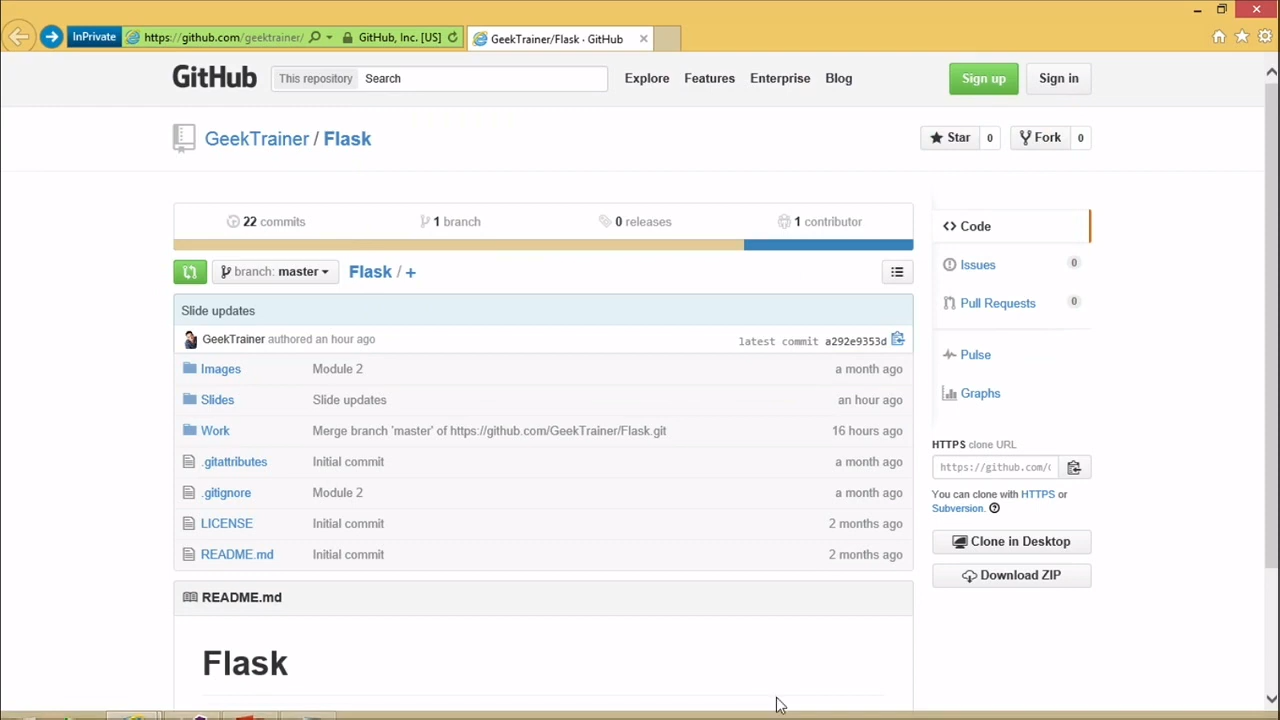 InPrivate https://github.com/geektrainer/ GitHub, Inc. [US] GeekTrainer/Flask · GitHub
GitHub This repository Search Explore Features Enterprise Blog Sign up Sign in
GeekTrainer / Flask Star 0 Fork 0
22 commits 1 branch 0 releases 1 contributor
Code
branch: master Flask / +
Issues 0
Pull Requests 0
Slide updates
GeekTrainer authored an hour ago latest commit a292e9353d
Pulse
Images Module 2 a month ago
Graphs
Slides Slide updates an hour ago
Work Merge branch 'master' of https://github.com/GeekTrainer/Flask.git 16 hours ago
HTTPS clone URL
.gitattributes Initial commit a month ago
https://github.com/
.gitignore Module 2 a month ago
You can clone with HTTPS or
Subversion.
LICENSE Initial commit 2 months ago
Clone in Desktop
README.md Initial commit 2 months ago
Download ZIP
README.md
Flask